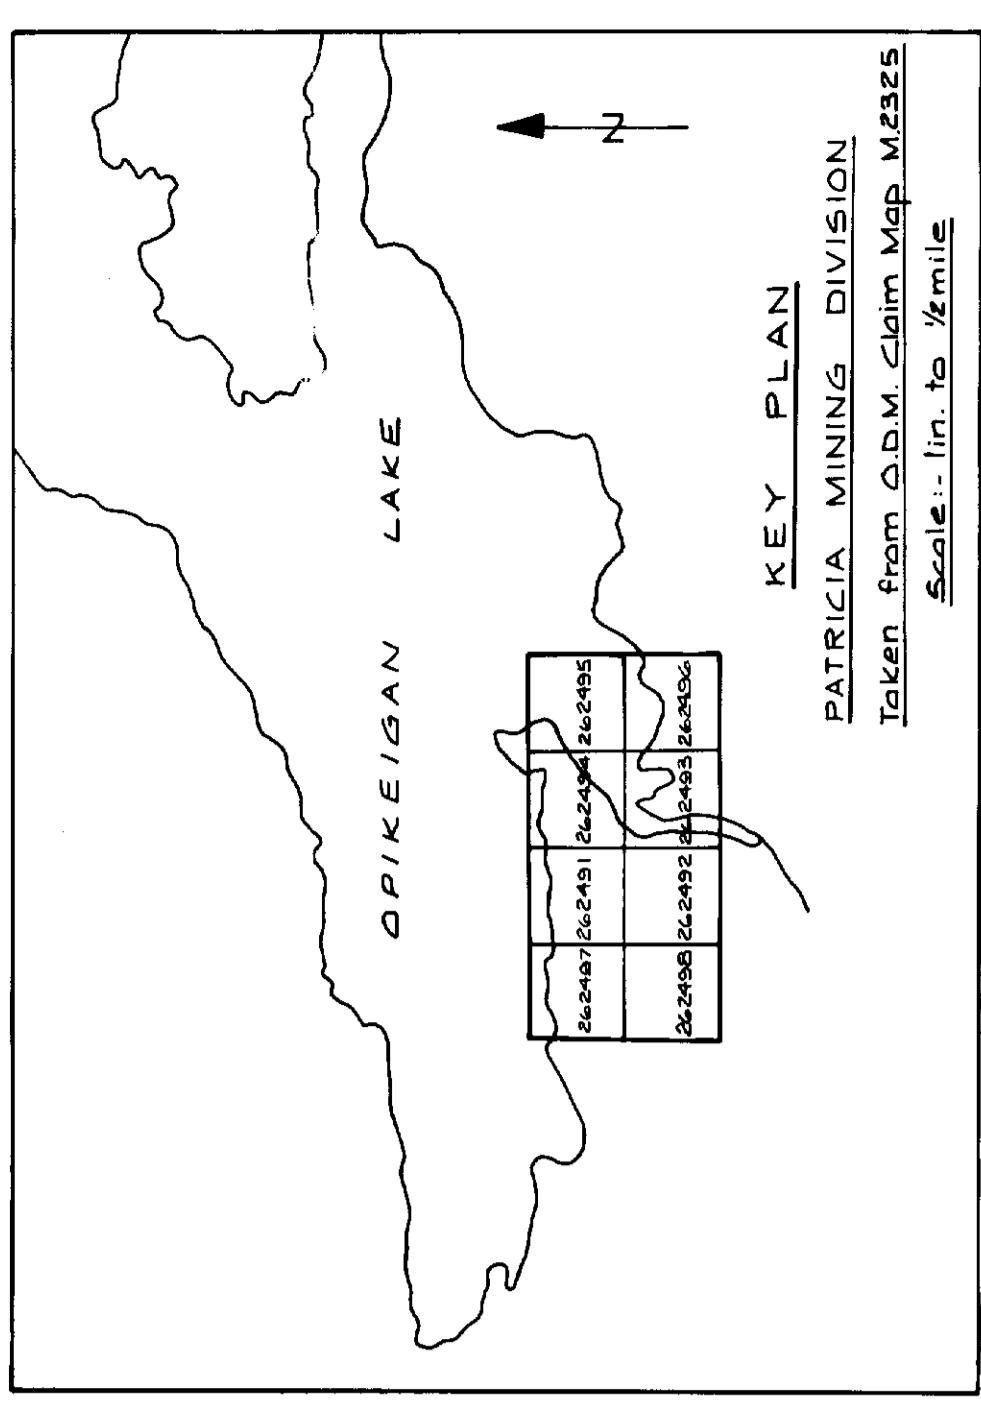 N
OPIKEIGAN LAKE
262497 262491 262494 262495
262498 262492 262493 262496
KEY PLAN
PATRICIA MINING DIVISION
Taken from O.D.M. Claim Map M.2325
Scale:- 1in. to 1/2mile